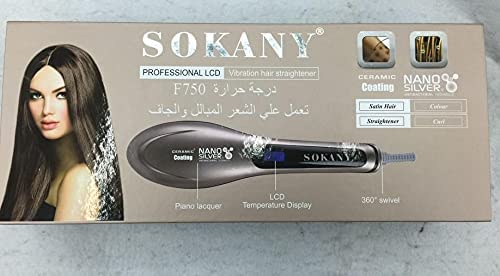 SOKANY®
PROFESSIONAL LCD Vibration hair straightener
درجة حرارة F750
تعمل علي الشعر المبالل والجاف
CERAMIC
Coating
NANO
SILVER
Satin Hair
Colour
Straightener
Curl
CERAMIC
Coating
NANO
SILVER
SOKANY
Piano lacquer
LCD
Temperature Display
360° swivel